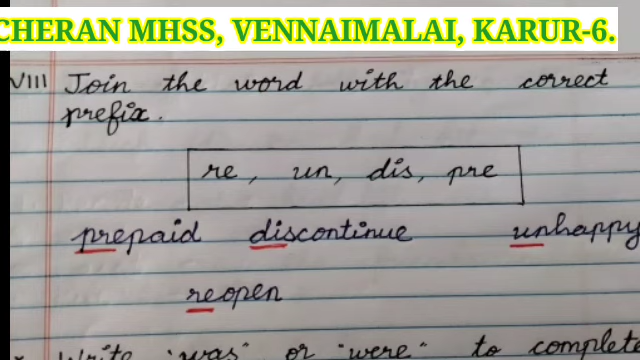 CHERAN MHSS, VENNAIMALAI, KARUR-6.
VIII Join the word with the correct
prefix.
re, un, dis, pre
prepaid discontinue unhappy
reopen
Write "was" or "were" to complete